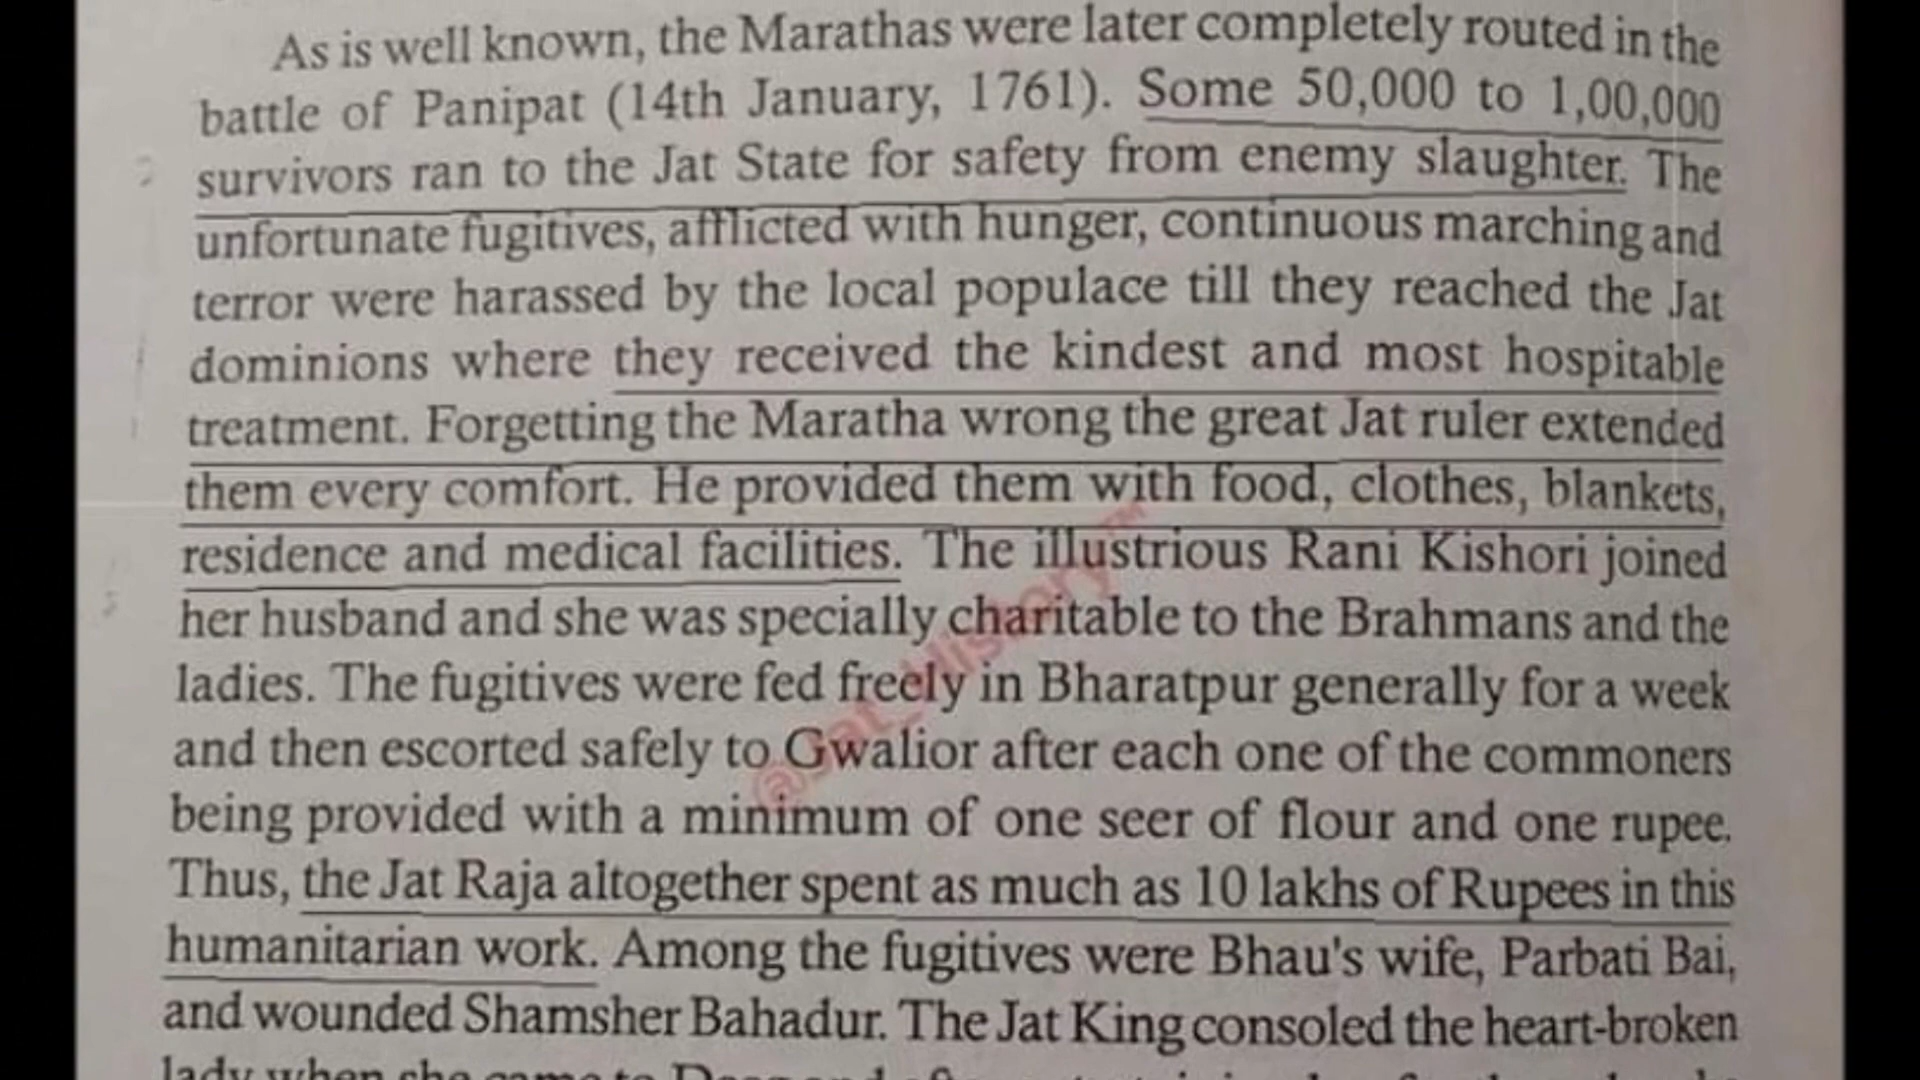 As is well known, the Marathas were later completely routed in the
battle of Panipat (14th January, 1761). Some 50,000 to 1,00,000
survivors ran to the Jat State for safety from enemy slaughter. The
unfortunate fugitives, afflicted with hunger, continuous marching and
terror were harassed by the local populace till they reached the Jat
dominions where they received the kindest and most hospitable
treatment. Forgetting the Maratha wrong the great Jat ruler extended
them every comfort. He provided them with food, clothes, blankets,
residence and medical facilities. The illustrious Rani Kishori joined
her husband and she was specially charitable to the Brahmans and the
ladies. The fugitives were fed freely in Bharatpur generally for a week
and then escorted safely to Gwalior after each one of the commoners
being provided with a minimum of one seer of flour and one rupee.
Thus, the Jat Raja altogether spent as much as 10 lakhs of Rupees in this
humanitarian work. Among the fugitives were Bhau's wife, Parbati Bai,
and wounded Shamsher Bahadur. The Jat King consoled the heart-broken
lady when she came to
@Jat_History™